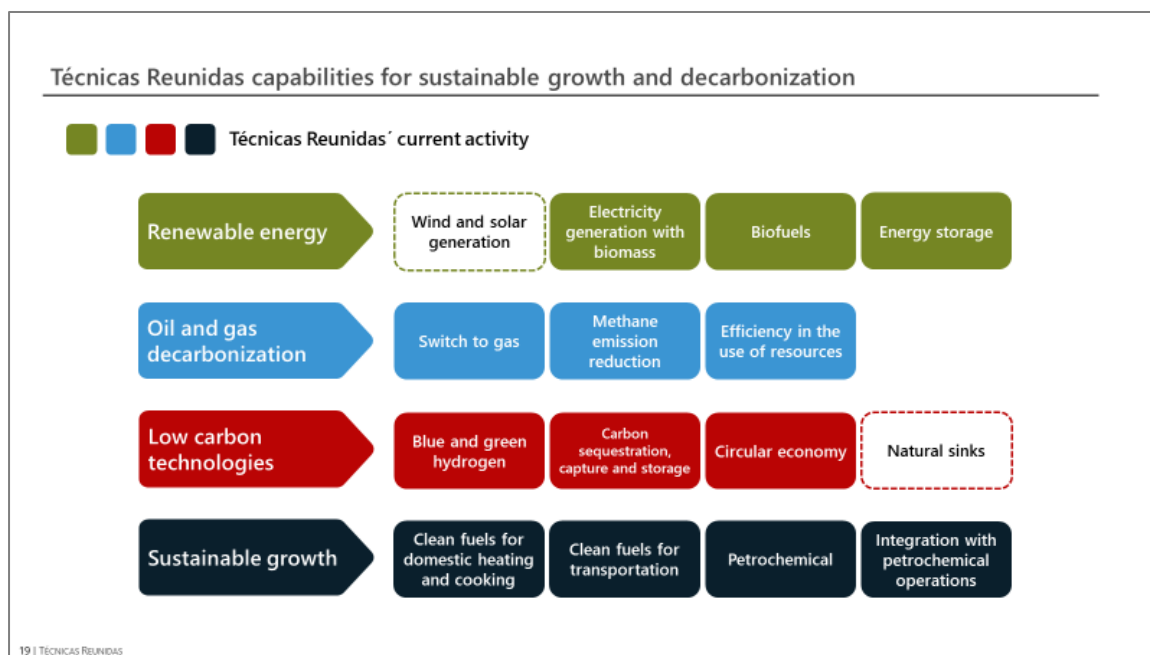 Técnicas Reunidas capabilities for sustainable growth and decarbonization
Técnicas Reunidas´ current activity
Renewable energy
Wind and solar
generation
Electricity
generation with
biomass
Biofuels
Energy storage
Oil and gas
decarbonization
Switch to gas
Methane
emission
reduction
Efficiency in the
use of resources
Low carbon
technologies
Blue and green
hydrogen
Carbon
sequestration,
capture and storage
Circular economy
Natural sinks
Sustainable growth
Clean fuels for
domestic heating
and cooking
Clean fuels for
transportation
Petrochemical
Integration with
petrochemical
operations
19 | TÉCNICAS REUNIDAS